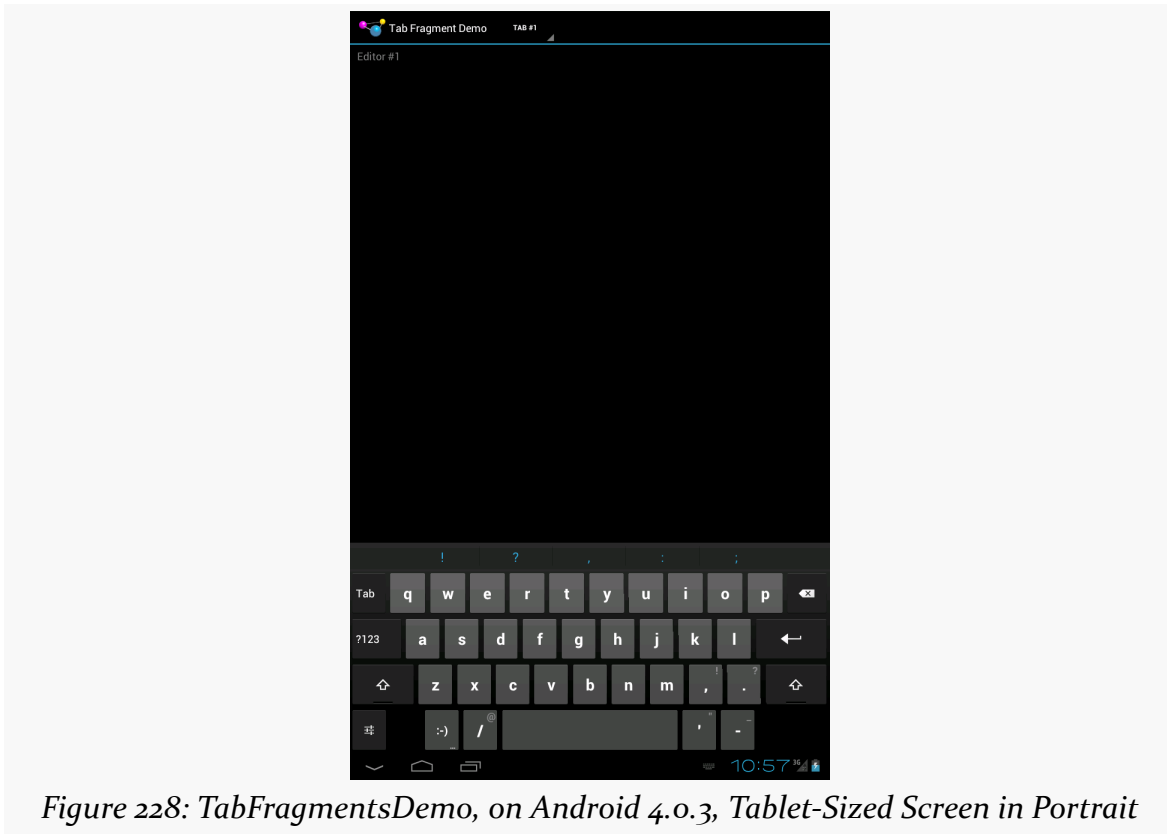 Tab Fragment Demo TAB #1
Editor #1
! ? , : ;
Tab q w e r t y u i o p
?123 a s d f g h j k l
z x c v b n m , ! . ?
:-) ... / @ ' " - _
10:57 3G
Figure 228: TabFragmentsDemo, on Android 4.0.3, Tablet-Sized Screen in Portrait